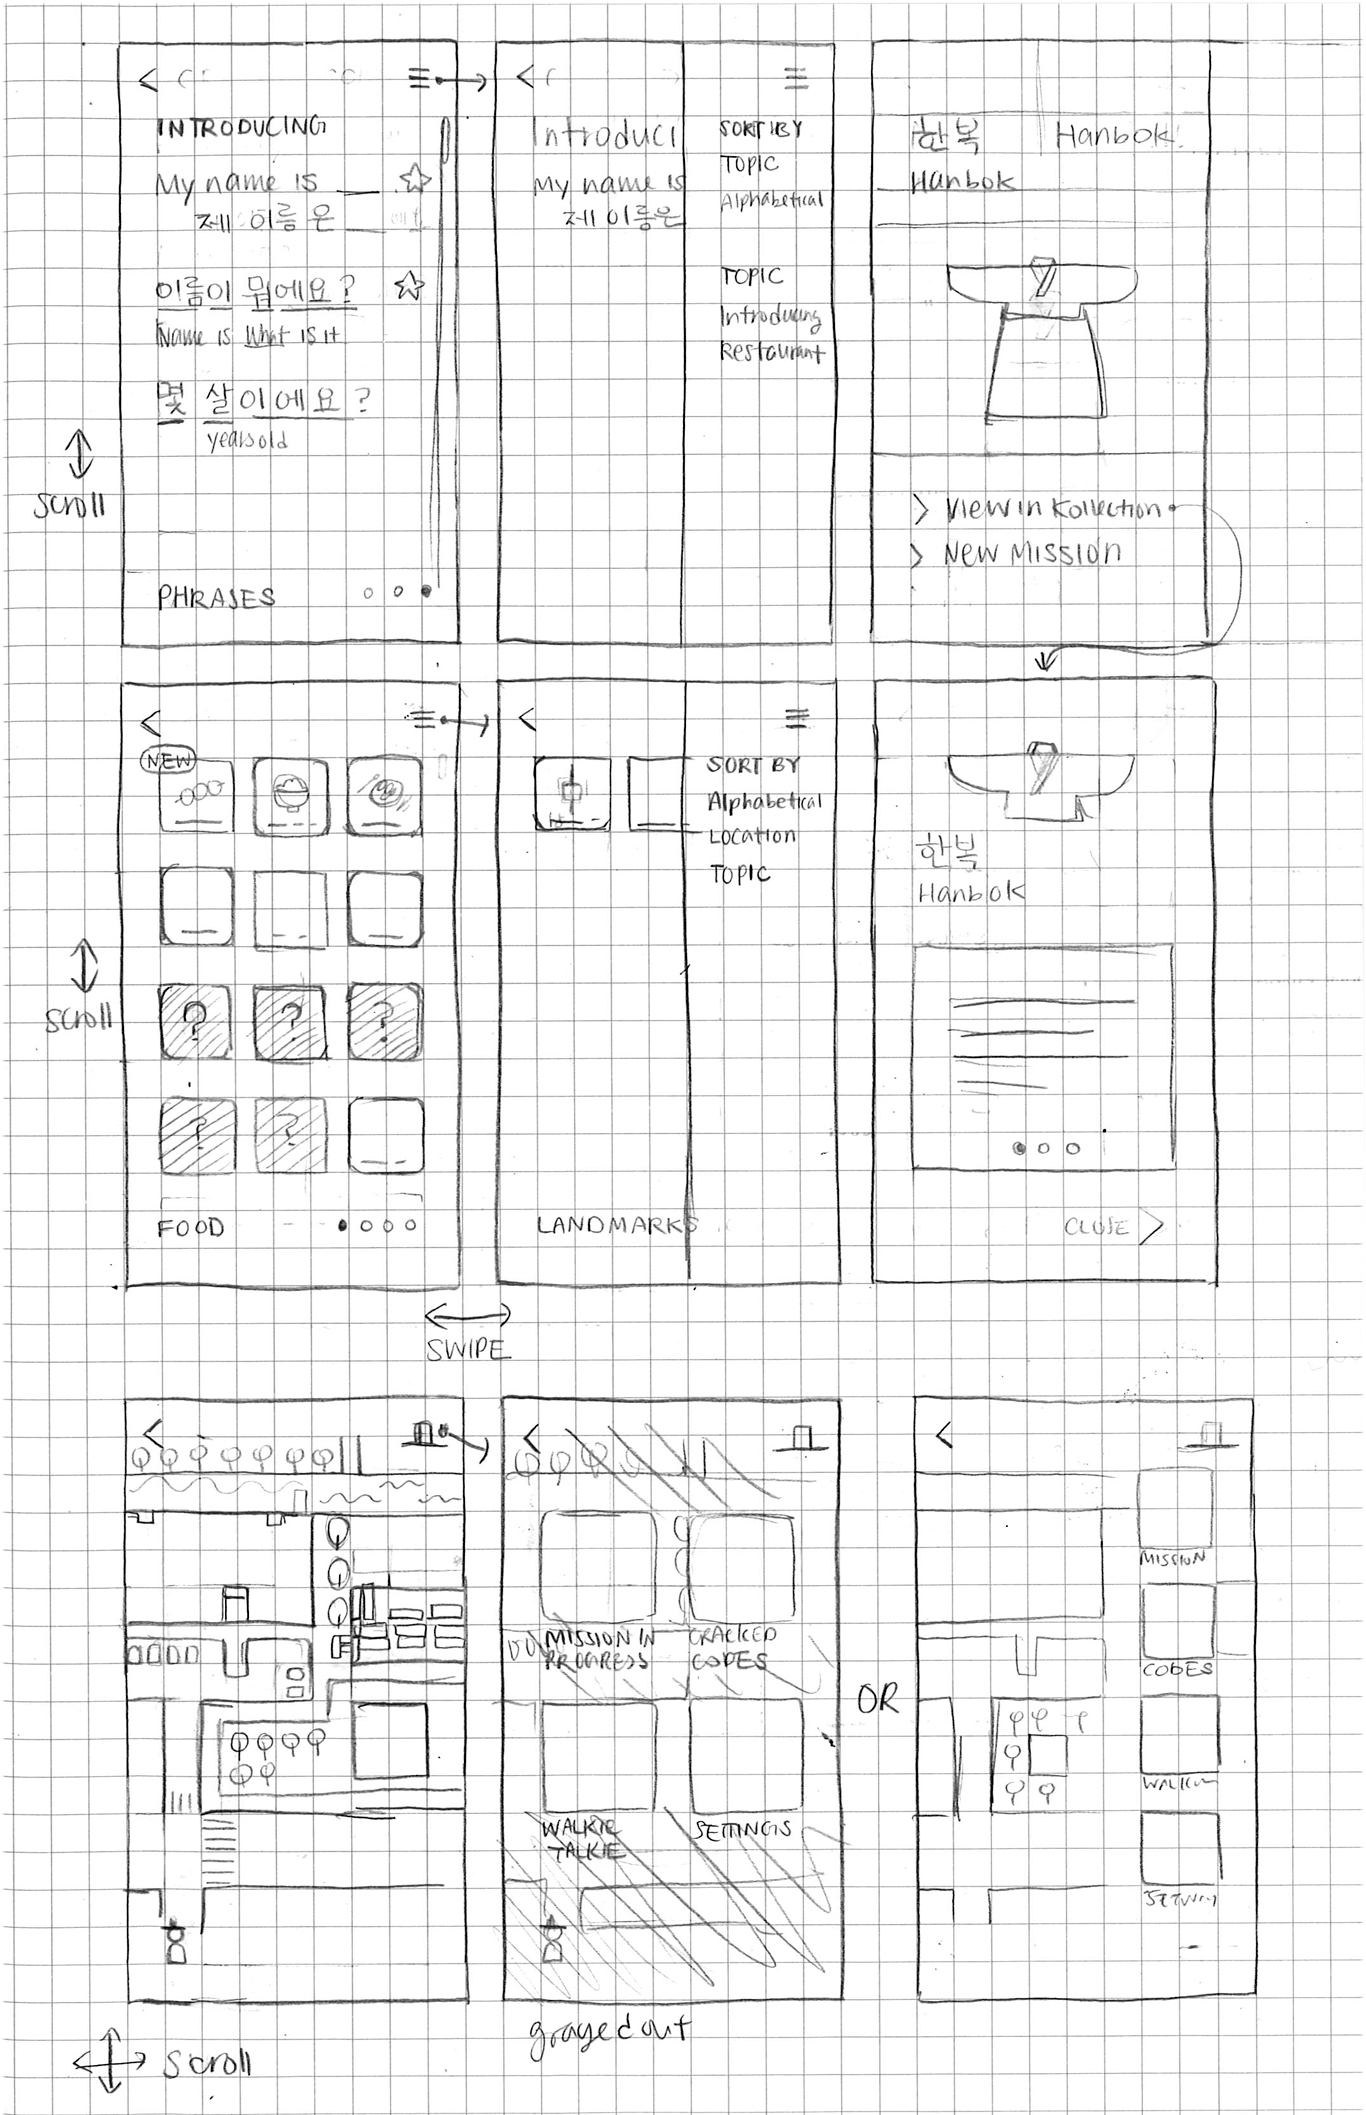 INTRODUCING
My name is __
제 이름은 __
이름이 뭡에요?
Name is What is it
몇 살이에요?
years old
PHRASES
Scroll
Introduci
My name is
제 이름은
SORT BY
TOPIC
Alphabetical
TOPIC
Introducing
Restaurant
한복 Hanbok
Hanbok
> View in Kollection
> New Mission
NEW
?
?
?
?
?
FOOD
Scroll
SORT BY
Alphabetical
Location
TOPIC
LANDMARKS
한복
Hanbok
CLOSE >
SWIPE
MISSION IN PROGRESS
CRACKED CODES
WALKIE TALKIE
SETTINGS
grayed out
OR
MISSION
CODES
Scroll